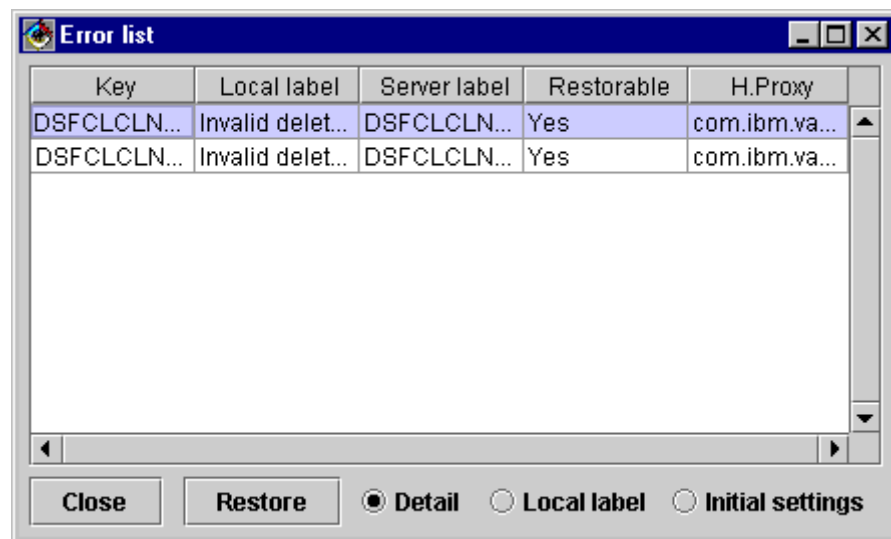 Error list
Key Local label Server label Restorable H.Proxy
DSFCLCLN... Invalid delet... DSFCLCLN... Yes com.ibm.va...
DSFCLCLN... Invalid delet... DSFCLCLN... Yes com.ibm.va...
Close Restore Detail Local label Initial settings